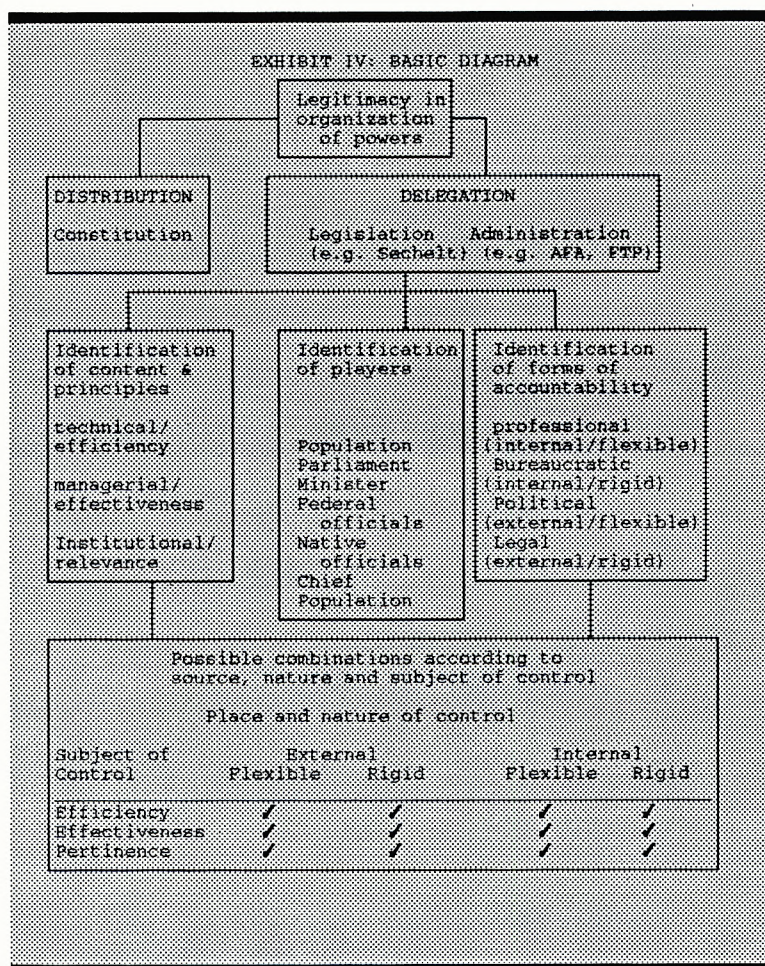 EXHIBIT IV: BASIC DIAGRAM
Legitimacy in
organization
of powers
DISTRIBUTION
Constitution
DELEGATION
Legislation Administration
(e.g. Sechelt) (e.g. AFA, FTP)
Identification
of content &
principles
technical/
efficiency
managerial/
effectiveness
Institutional/
relevance
Identification
of players
Population
Parliament
Minister
Federal
officials
Native
officials
Chief
Population
Identification
of forms of
accountability
professional
(internal/flexible)
Bureaucratic
(internal/rigid)
Political
(external/flexible)
Legal
(external/rigid)
Possible combinations according to
source, nature and subject of control
Place and nature of control
Subject of External Internal
Control Flexible Rigid Flexible Rigid
Efficiency ✓ ✓ ✓ ✓
Effectiveness ✓ ✓ ✓ ✓
Pertinence ✓ ✓ ✓ ✓